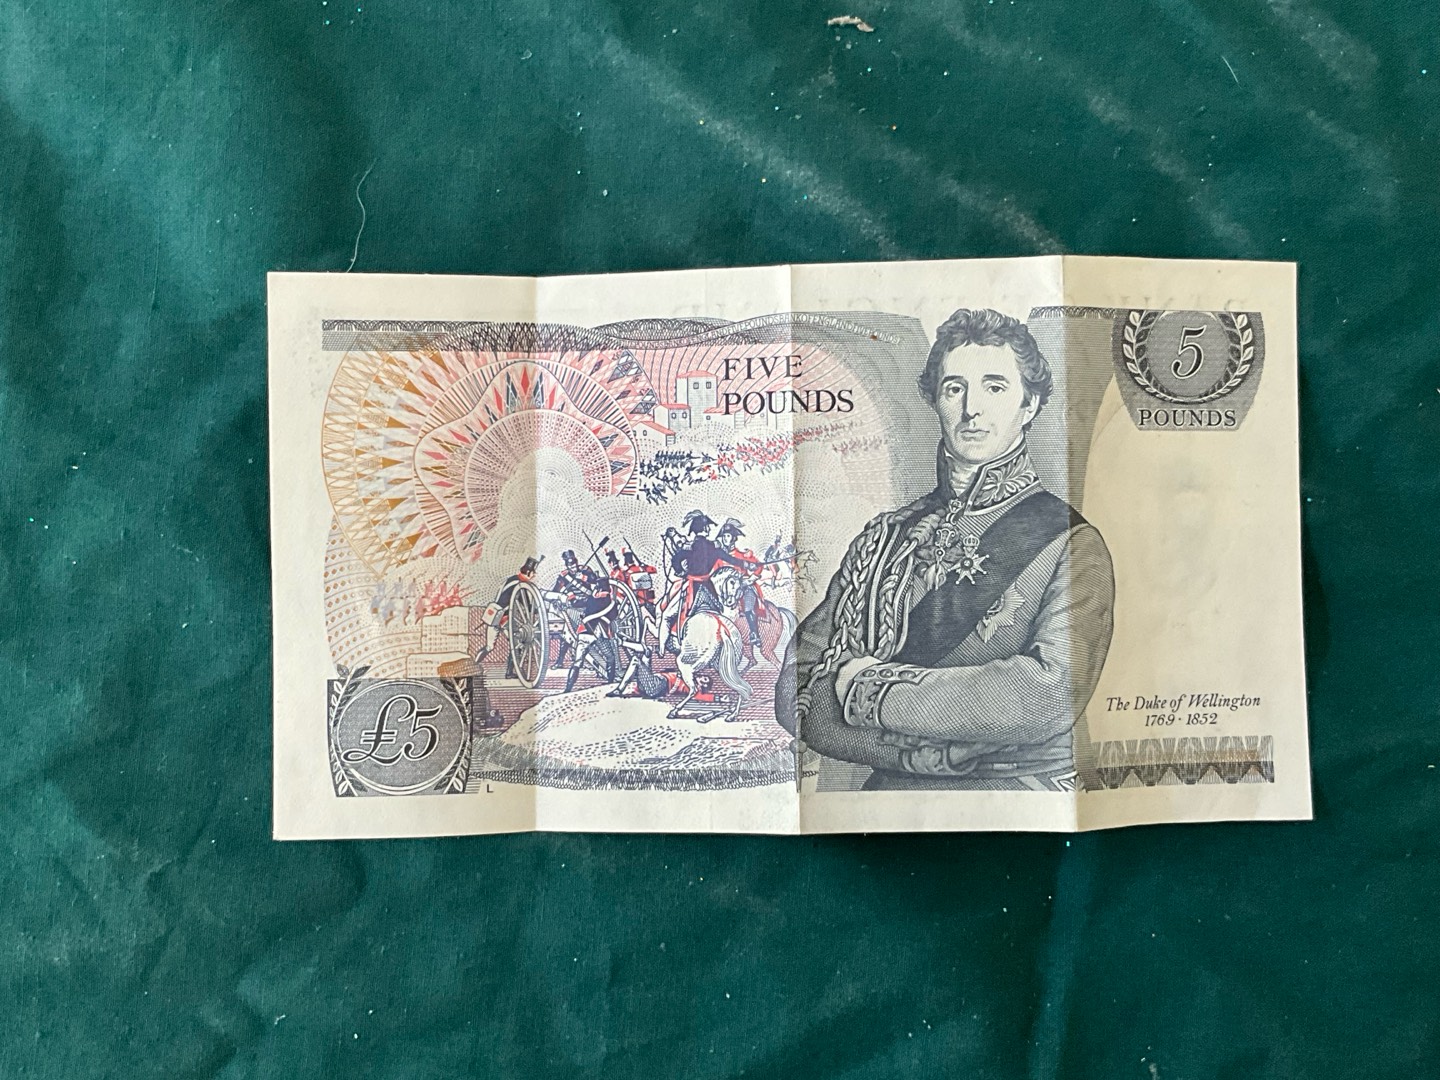 FIVE
POUNDS
5
POUNDS
The Duke of Wellington
1769 · 1852
£5
L